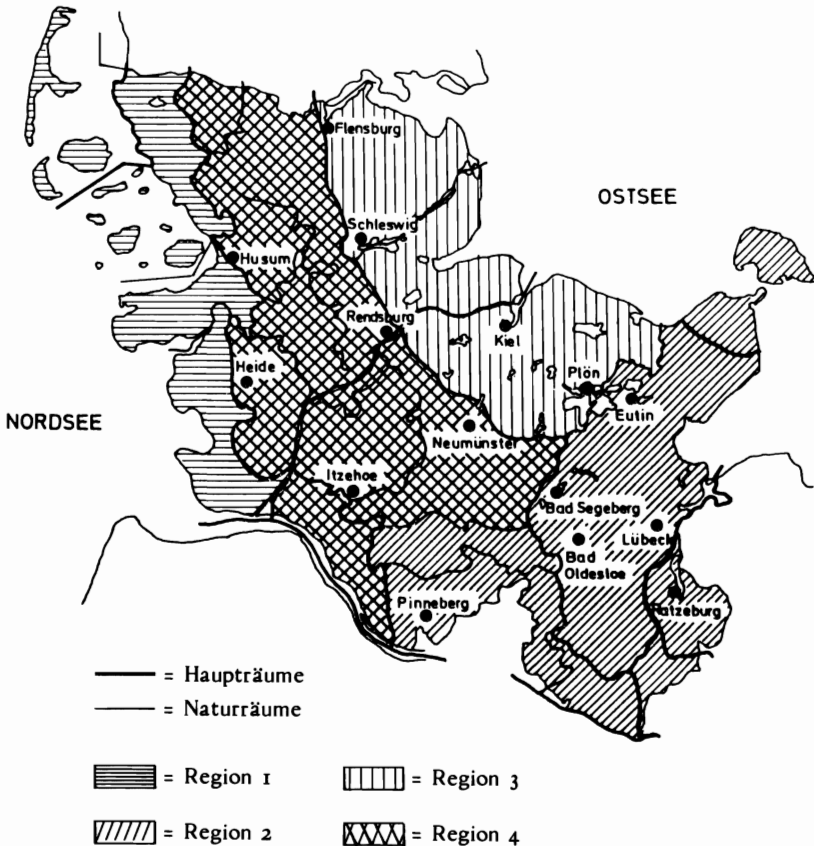 Flensburg
OSTSEE
Schleswig
Husum
Rendsburg
Kiel
Heide
Plön
Eutin
NORDSEE
Neumünster
Itzehoe
Bad Segeberg
Lübeck
Bad
Oldesloe
Ratzeburg
Pinneberg
= Haupträume
= Naturräume
= Region 1
= Region 3
= Region 2
= Region 4